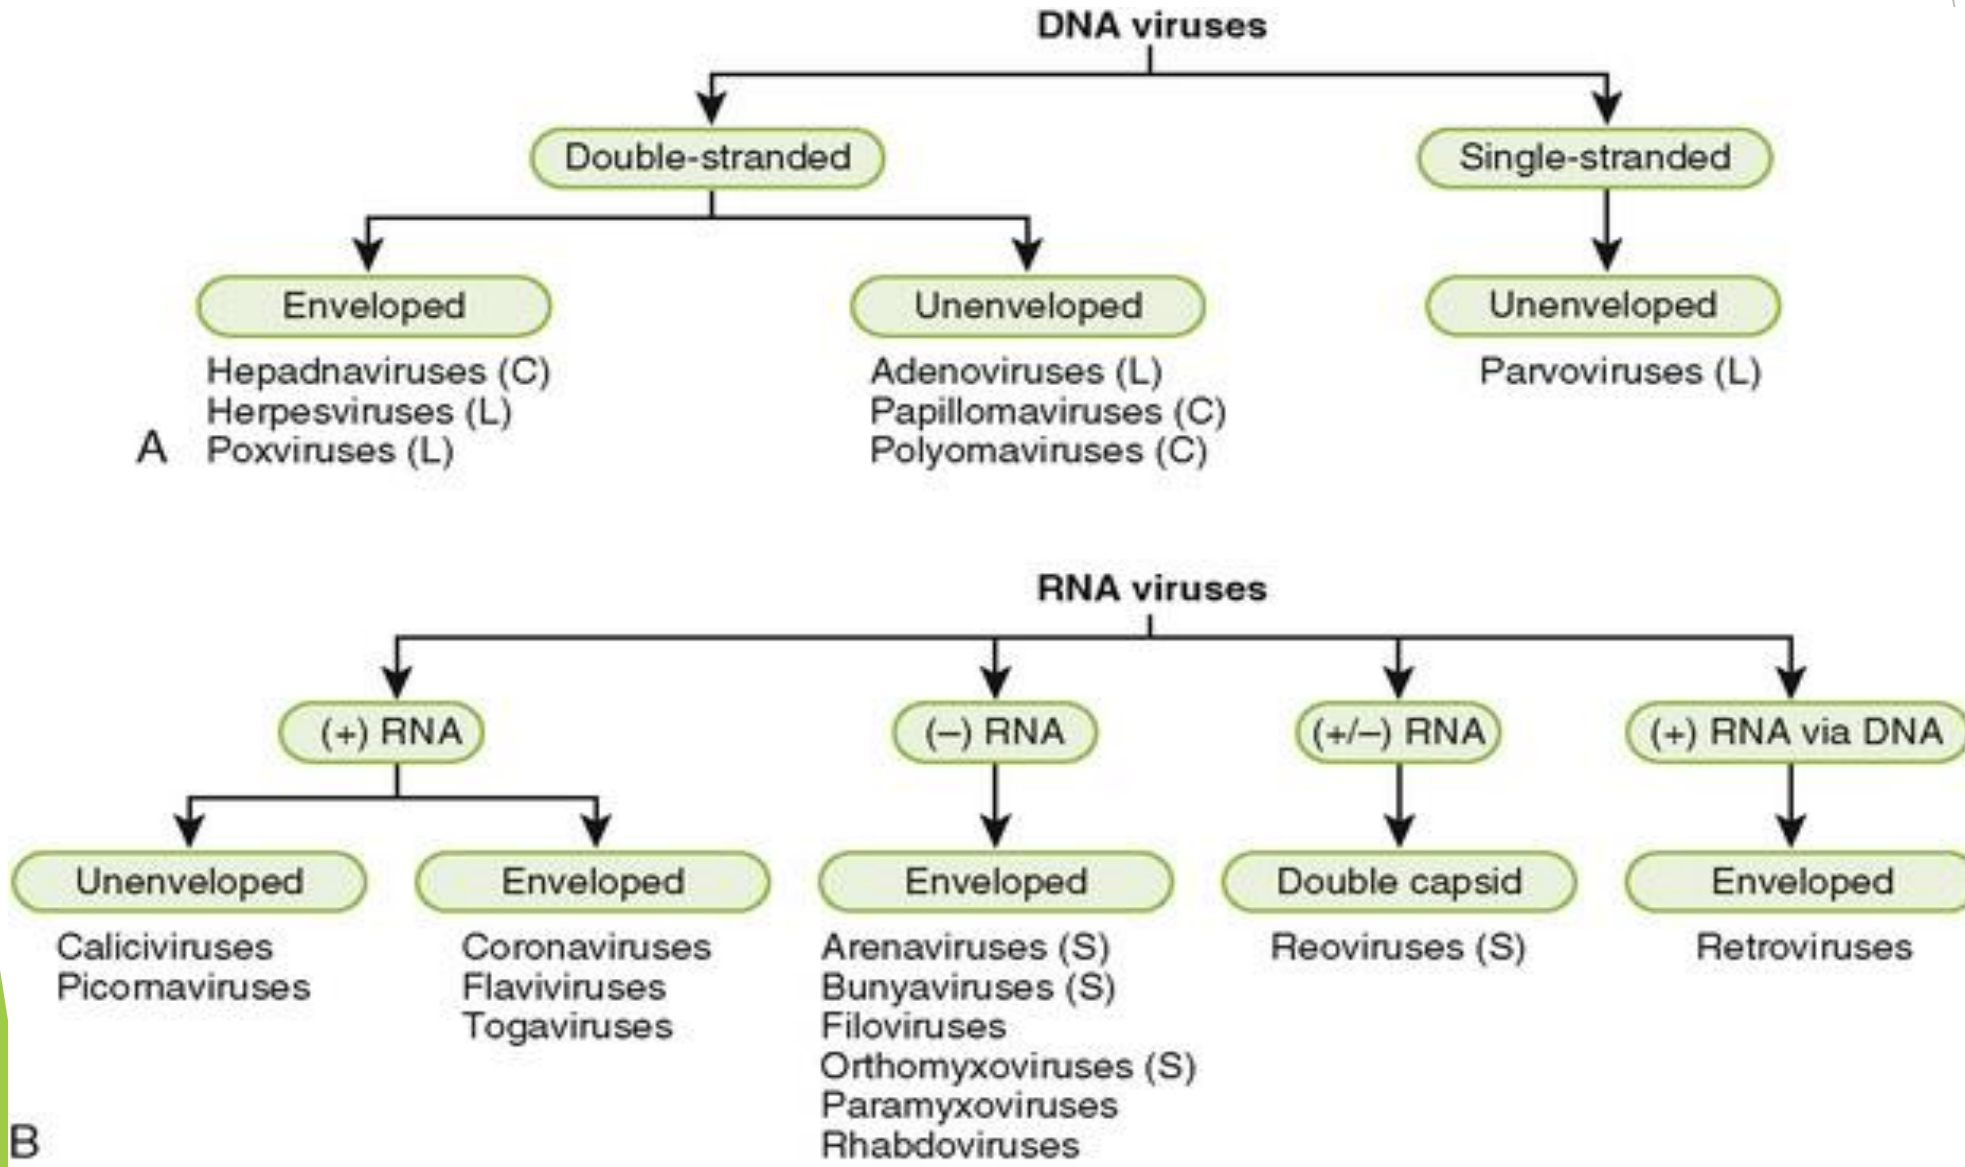 DNA viruses
Double-stranded
Single-stranded
Enveloped
Unenveloped
Unenveloped
Hepadnaviruses (C)
Herpesviruses (L)
Poxviruses (L)
Adenoviruses (L)
Papillomaviruses (C)
Polyomaviruses (C)
Parvoviruses (L)
A
RNA viruses
(+) RNA
(–) RNA
(+/–) RNA
(+) RNA via DNA
Unenveloped
Enveloped
Enveloped
Double capsid
Enveloped
Caliciviruses
Picornaviruses
Coronaviruses
Flaviviruses
Togaviruses
Arenaviruses (S)
Bunyaviruses (S)
Filoviruses
Orthomyxoviruses (S)
Paramyxoviruses
Rhabdoviruses
Reoviruses (S)
Retroviruses
B